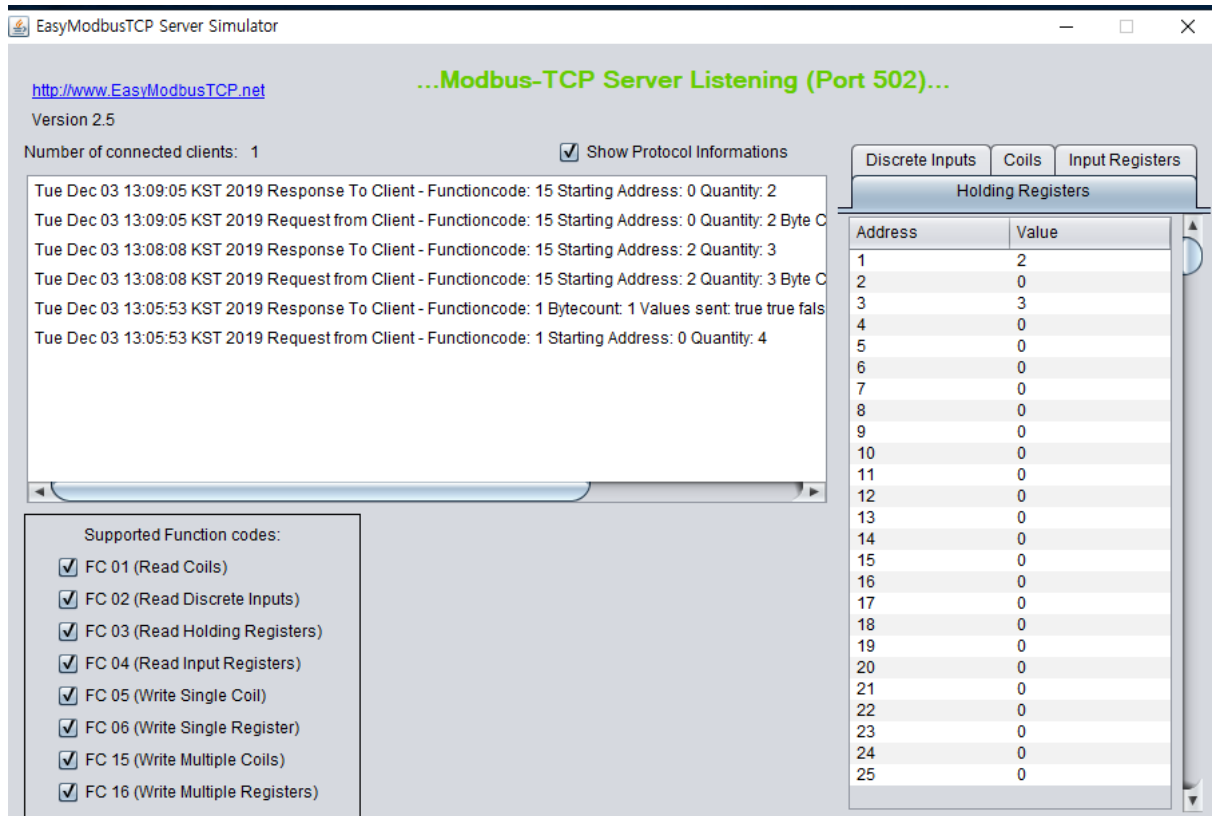 EasyModbusTCP Server Simulator
http://www.EasyModbusTCP.net
...Modbus-TCP Server Listening (Port 502)...
Version 2.5
Number of connected clients: 1
Show Protocol Informations
Tue Dec 03 13:09:05 KST 2019 Response To Client - Functioncode: 15 Starting Address: 0 Quantity: 2
Tue Dec 03 13:09:05 KST 2019 Request from Client - Functioncode: 15 Starting Address: 0 Quantity: 2 Byte C
Tue Dec 03 13:08:08 KST 2019 Response To Client - Functioncode: 15 Starting Address: 2 Quantity: 3
Tue Dec 03 13:08:08 KST 2019 Request from Client - Functioncode: 15 Starting Address: 2 Quantity: 3 Byte C
Tue Dec 03 13:05:53 KST 2019 Response To Client - Functioncode: 1 Bytecount: 1 Values sent: true true fals
Tue Dec 03 13:05:53 KST 2019 Request from Client - Functioncode: 1 Starting Address: 0 Quantity: 4
Supported Function codes:
FC 01 (Read Coils)
FC 02 (Read Discrete Inputs)
FC 03 (Read Holding Registers)
FC 04 (Read Input Registers)
FC 05 (Write Single Coil)
FC 06 (Write Single Register)
FC 15 (Write Multiple Coils)
FC 16 (Write Multiple Registers)
Discrete Inputs Coils Input Registers
Holding Registers
Address Value
1 2
2 0
3 3
4 0
5 0
6 0
7 0
8 0
9 0
10 0
11 0
12 0
13 0
14 0
15 0
16 0
17 0
18 0
19 0
20 0
21 0
22 0
23 0
24 0
25 0